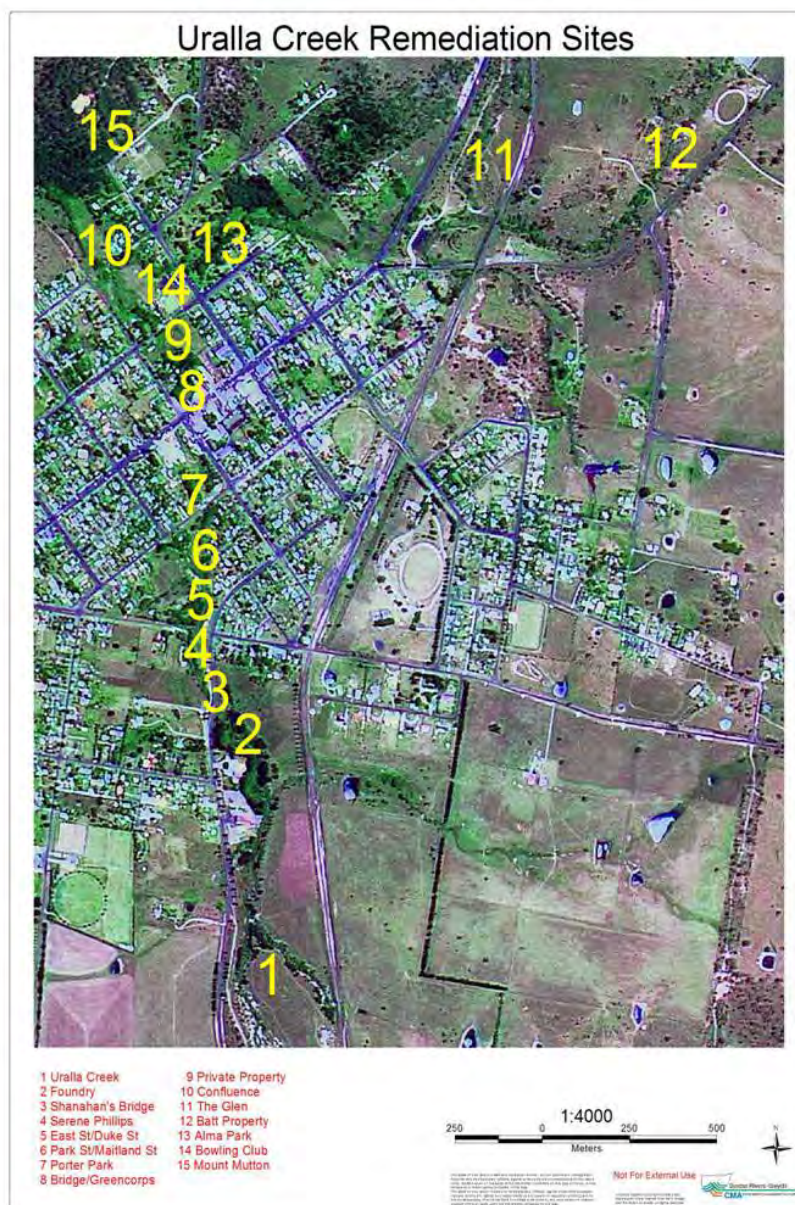 Uralla Creek Remediation Sites
15
11
12
10
13
14
9
8
7
6
5
4
3
2
1
1 Uralla Creek
2 Foundry
3 Shanahan's Bridge
4 Serene Phillips
5 East St/Duke St
6 Park St/Maitland St
7 Porter Park
8 Bridge/Greencorps
9 Private Property
10 Confluence
11 The Glen
12 Batt Property
13 Alma Park
14 Bowling Club
15 Mount Mutton
1:4000
250 0 250 500
Meters
N
Not For External Use
CMA